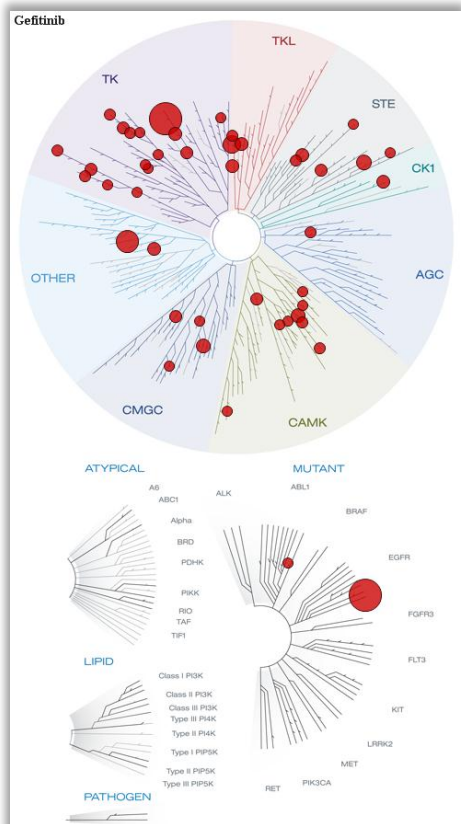 Gefitinib
TKL
TK
STE
CK1
AGC
OTHER
CMGC
CAMK
ATYPICAL
MUTANT
A6
ABC1
Alpha
BRD
PDHK
PIKK
RIO
TAF
TIF1
ALK
ABL1
BRAF
EGFR
FGFR3
FLT3
KIT
LRRK2
MET
PIK3CA
RET
LIPID
Class I PI3K
Class II PI3K
Class III PI3K
Type III PI4K
Type II PI4K
Type I PIP5K
Type II PIP5K
Type III PIP5K
PATHOGEN